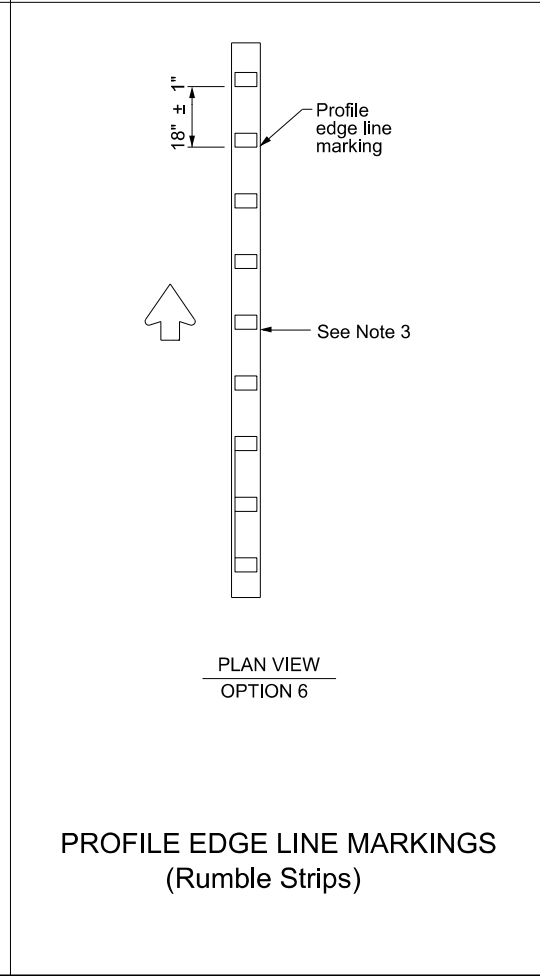 18" ± 1"
Profile
edge line
marking
See Note 3
PLAN VIEW
OPTION 6
PROFILE EDGE LINE MARKINGS
(Rumble Strips)